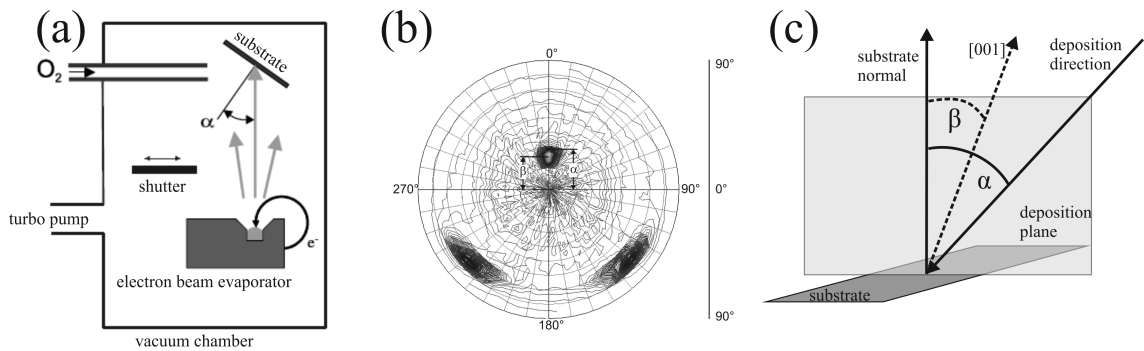 (a)
O₂
substrate
α
shutter
turbo pump
e⁻
electron beam evaporator
vacuum chamber
(b)
0°
90°
β
α
270°
90°
0°
180°
90°
(c)
substrate
normal
[001]
deposition
direction
β
α
deposition
plane
substrate